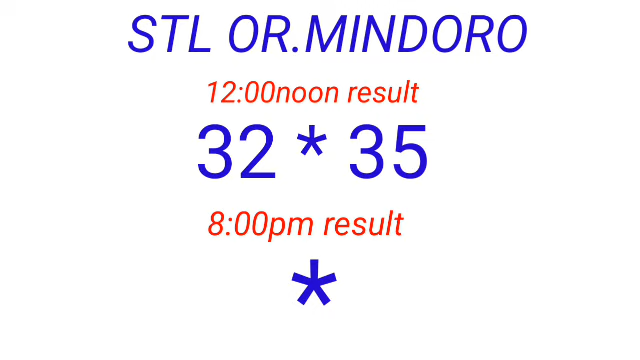 STL OR.MINDORO
12:00noon result
32 * 35
8:00pm result
*